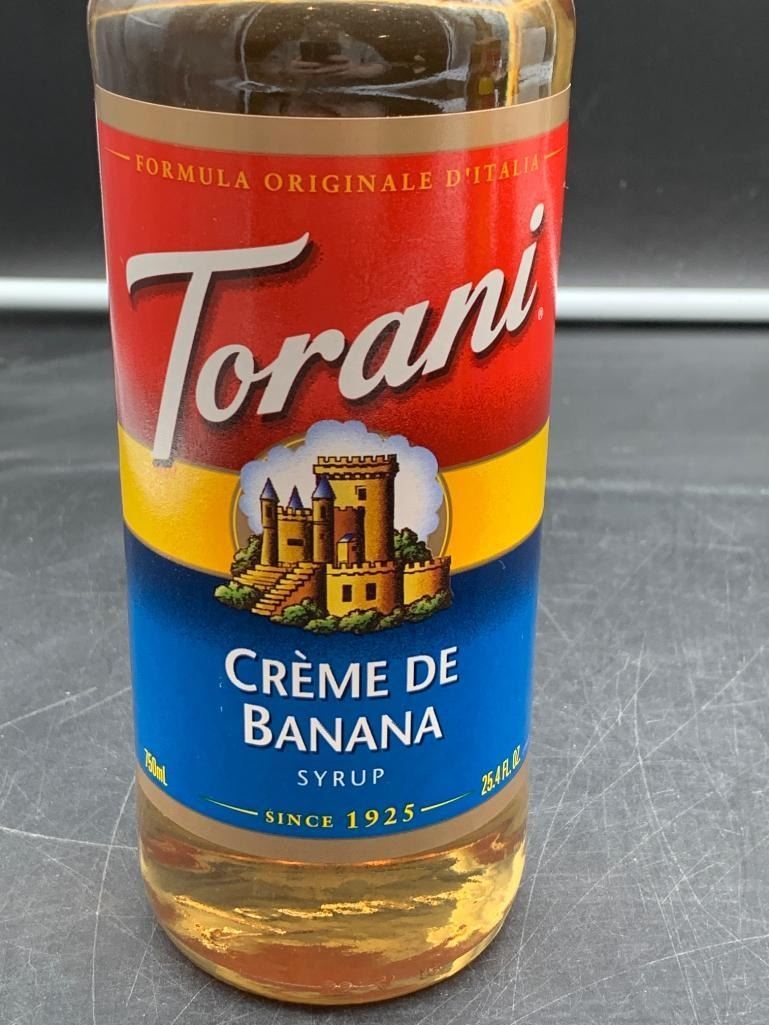 FORMULA ORIGINALE D'ITALIA
Torani®
CRÈME DE
BANANA
SYRUP
750mL
25.4 FL. OZ.
SINCE 1925